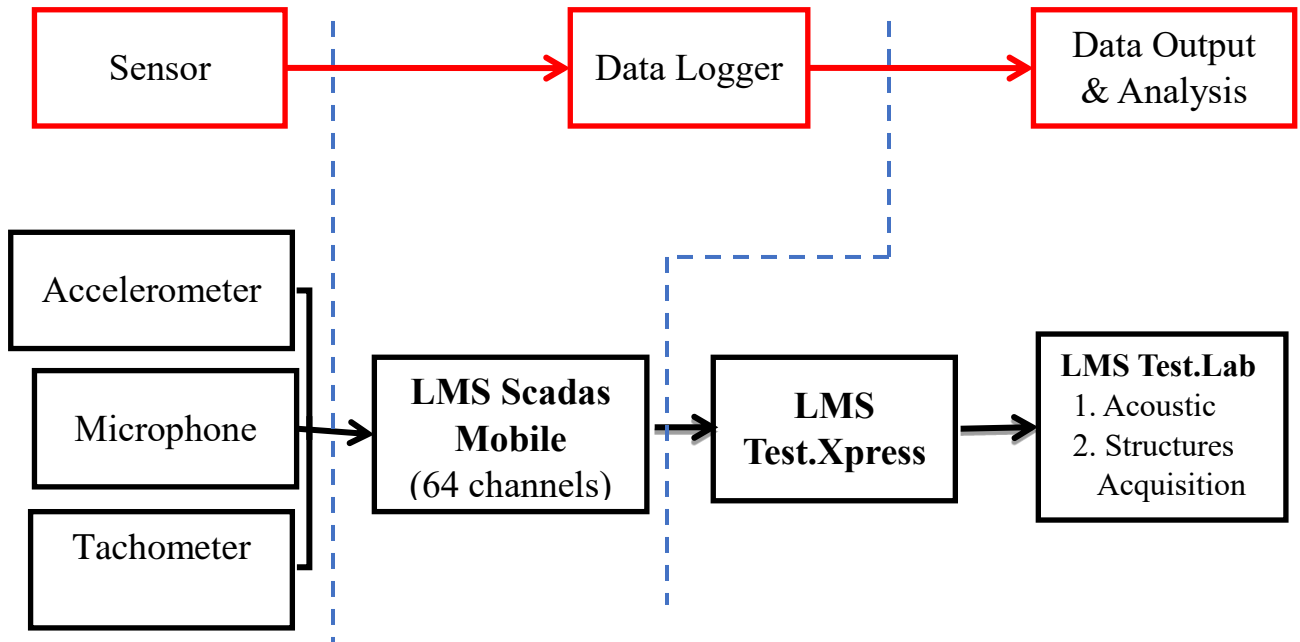 Sensor
Data Logger
Data Output
& Analysis
Accelerometer
Microphone
Tachometer
LMS Scadas
Mobile
(64 channels)
LMS
Test.Xpress
LMS Test.Lab
1. Acoustic
2. Structures
Acquisition